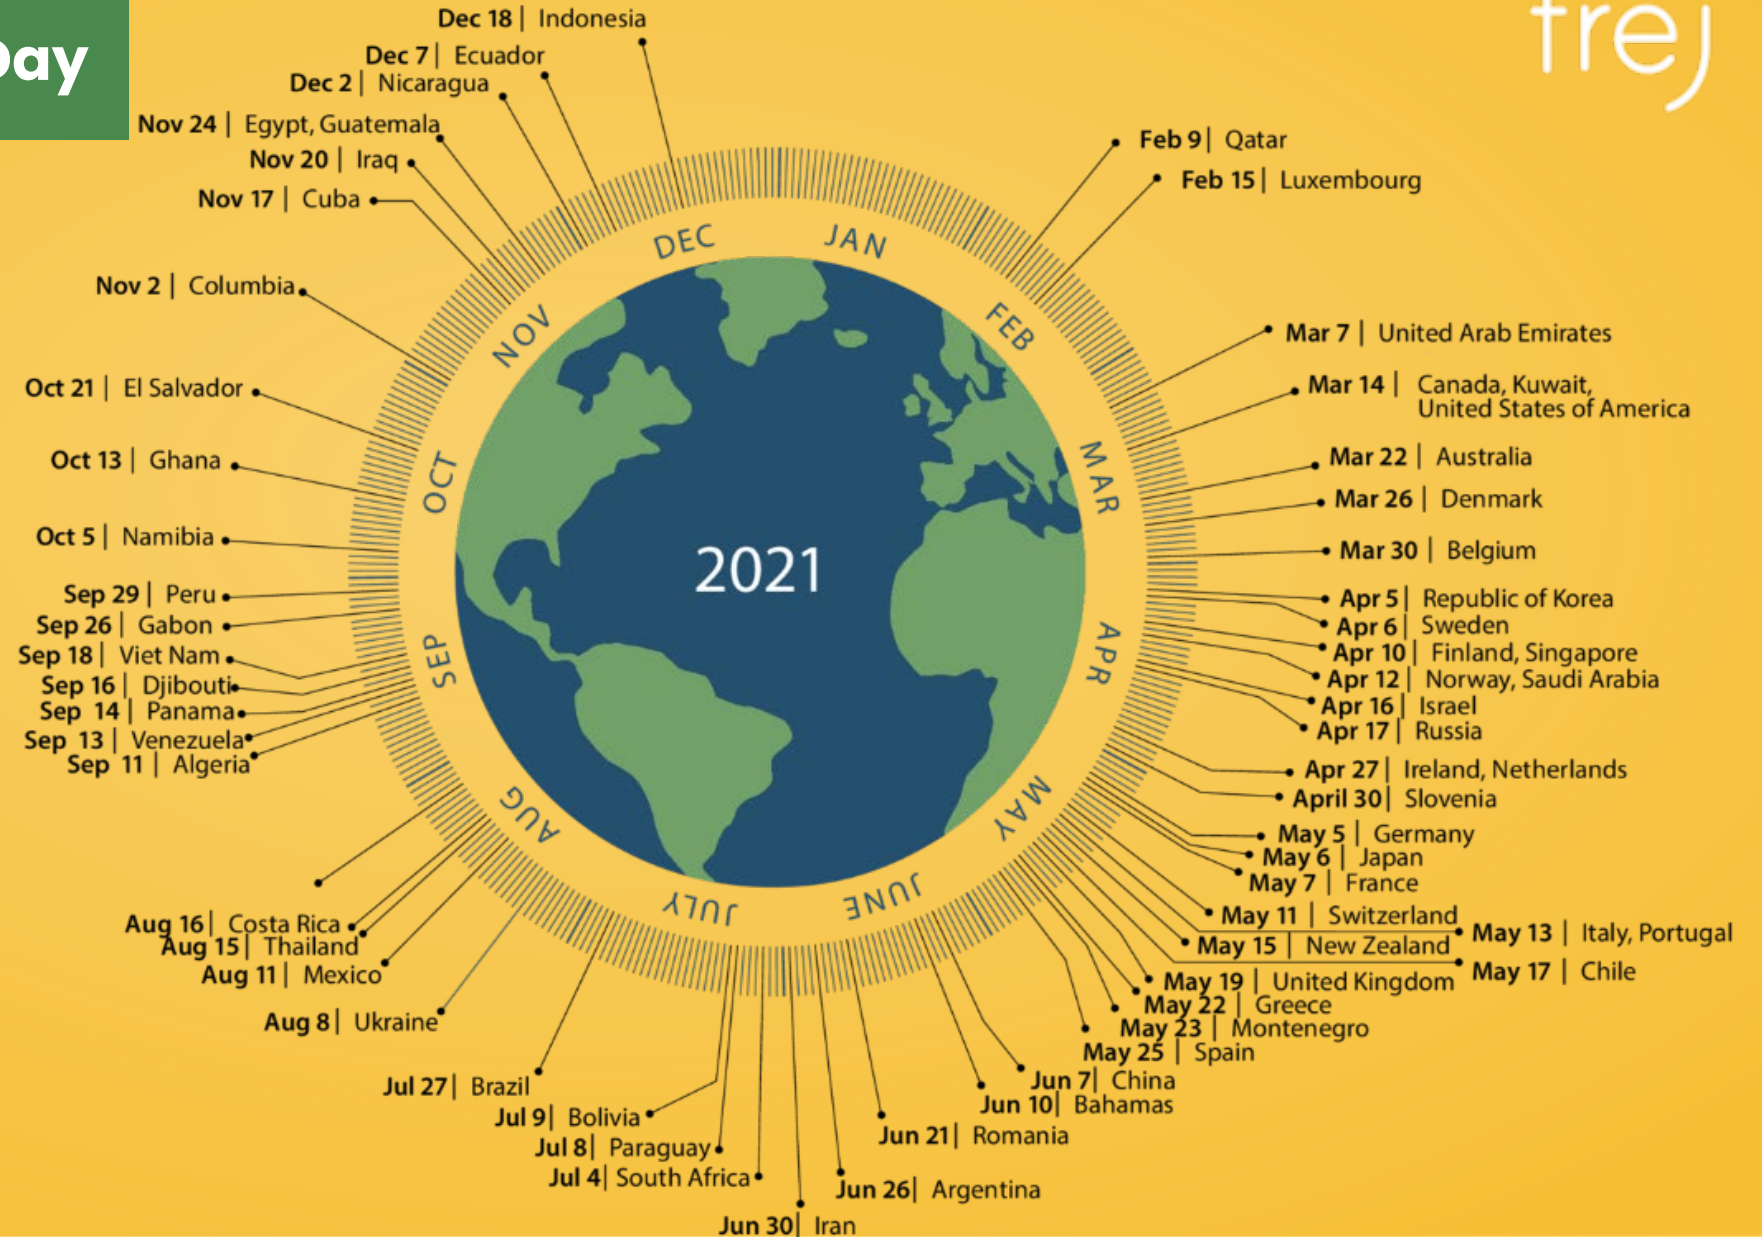 Day
trej
Dec 18 | Indonesia
Dec 7 | Ecuador
Dec 2 | Nicaragua
Nov 24 | Egypt, Guatemala
Nov 20 | Iraq
Nov 17 | Cuba
Nov 2 | Columbia
Oct 21 | El Salvador
Oct 13 | Ghana
Oct 5 | Namibia
Sep 29 | Peru
Sep 26 | Gabon
Sep 18 | Viet Nam
Sep 16 | Djibouti
Sep 14 | Panama
Sep 13 | Venezuela
Sep 11 | Algeria
Aug 16 | Costa Rica
Aug 15 | Thailand
Aug 11 | Mexico
Aug 8 | Ukraine
Jul 27 | Brazil
Jul 9 | Bolivia
Jul 8 | Paraguay
Jul 4 | South Africa
Jun 30 | Iran
Feb 9 | Qatar
Feb 15 | Luxembourg
Mar 7 | United Arab Emirates
Mar 14 | Canada, Kuwait,
United States of America
Mar 22 | Australia
Mar 26 | Denmark
Mar 30 | Belgium
Apr 5 | Republic of Korea
Apr 6 | Sweden
Apr 10 | Finland, Singapore
Apr 12 | Norway, Saudi Arabia
Apr 16 | Israel
Apr 17 | Russia
Apr 27 | Ireland, Netherlands
April 30 | Slovenia
May 5 | Germany
May 6 | Japan
May 7 | France
May 11 | Switzerland
May 13 | Italy, Portugal
May 15 | New Zealand
May 17 | Chile
May 19 | United Kingdom
May 22 | Greece
May 23 | Montenegro
May 25 | Spain
Jun 7 | China
Jun 10 | Bahamas
Jun 21 | Romania
Jun 26 | Argentina
JAN
FEB
MAR
APR
MAY
JUNE
JULY
AUG
SEP
OCT
NOV
DEC
2021